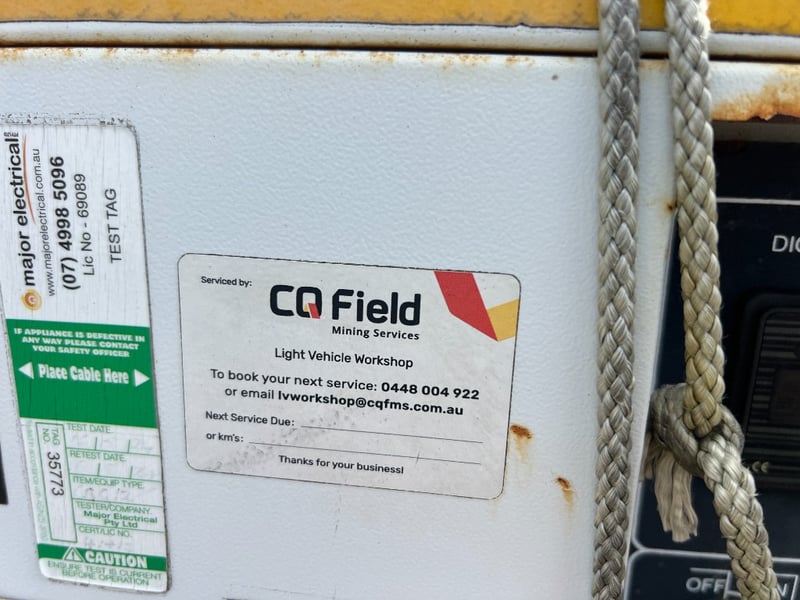 major electrical
www.majorelectrical.com.au
(07) 4998 5096
Lic No - 69089
TEST TAG
IF APPLIANCE IS DEFECTIVE IN
ANY WAY PLEASE CONTACT
YOUR SAFETY OFFICER
Place Cable Here
TAG
NO.
35773
TEST DATE
RETEST DATE
ITEM/EQUIP TYPE.
TESTER/COMPANY.
Major Electrical
Pty Ltd
CERT/LIC NO.
CAUTION
ENSURE TEST IS CURRENT
BEFORE OPERATION
Serviced by:
CQ Field
Mining Services
Light Vehicle Workshop
To book your next service: 0448 004 922
or email lvworkshop@cqfms.com.au
Next Service Due:
or km's:
Thanks for your business!
DIG
OFF